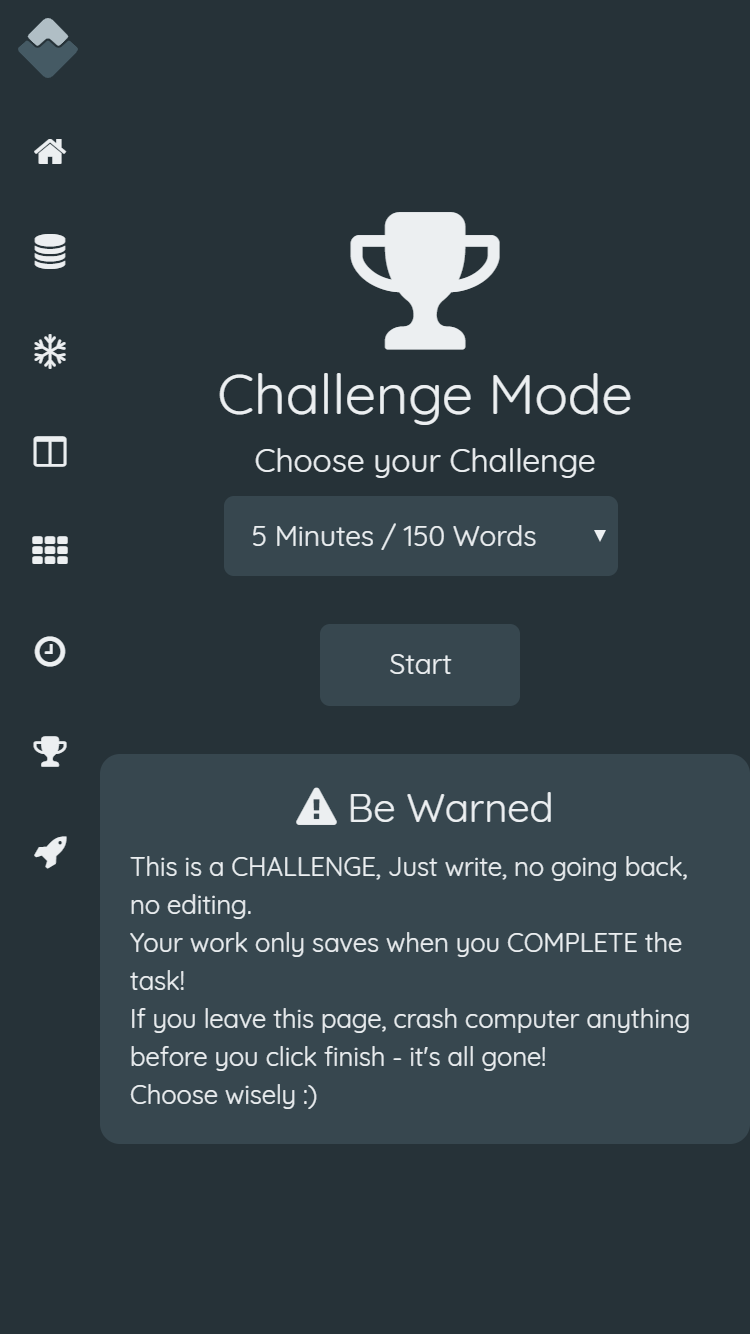 Challenge Mode
Choose your Challenge
5 Minutes / 150 Words
Start
Be Warned
This is a CHALLENGE, Just write, no going back,
no editing.
Your work only saves when you COMPLETE the
task!
If you leave this page, crash computer anything
before you click finish - it's all gone!
Choose wisely :)